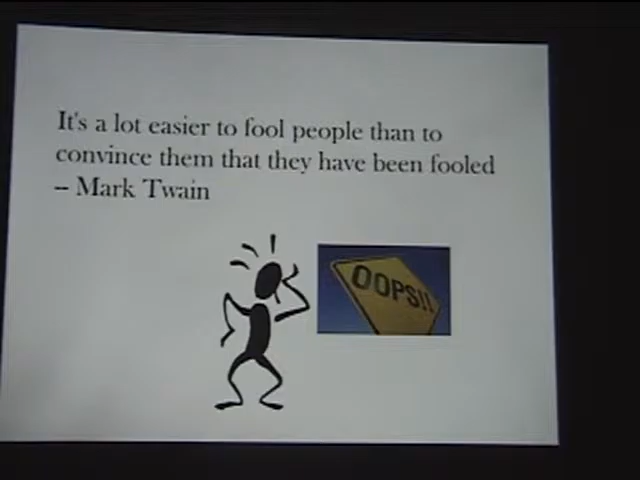 It's a lot easier to fool people than to
convince them that they have been fooled
-- Mark Twain
OOPS!!